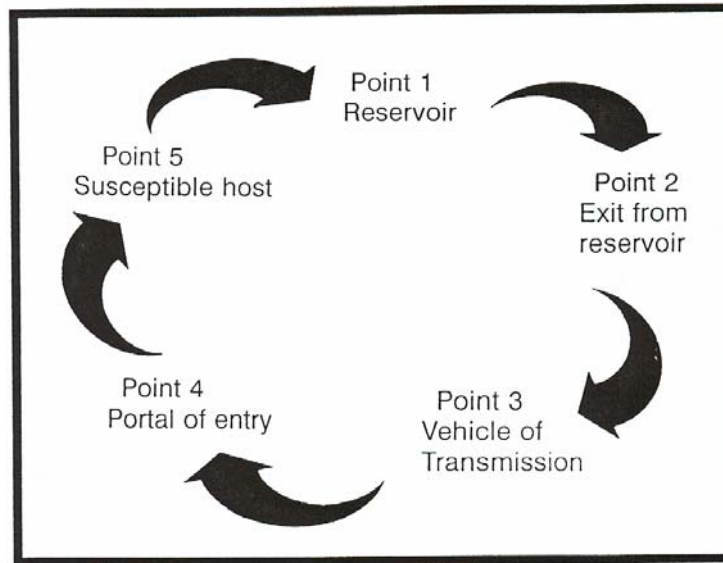 Point 1
Reservoir
Point 2
Exit from
reservoir
Point 3
Vehicle of
Transmission
Point 4
Portal of entry
Point 5
Susceptible host